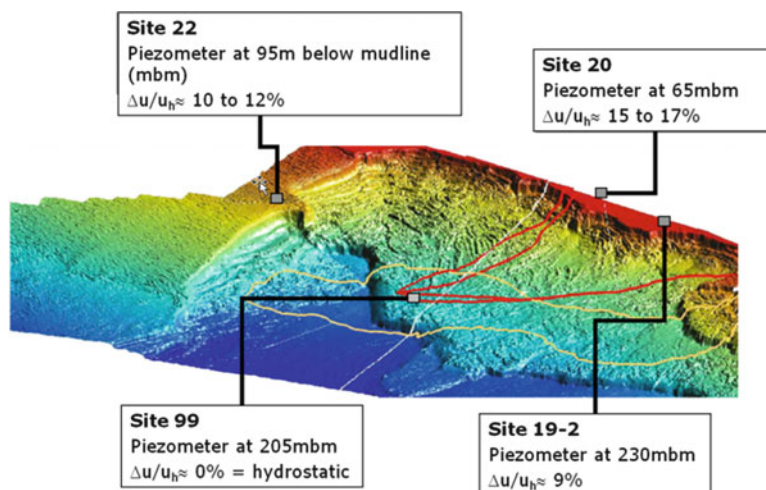 Site 22
Piezometer at 95m below mudline
(mbm)
Δu/uₕ≈ 10 to 12%
Site 20
Piezometer at 65mbm
Δu/uₕ≈ 15 to 17%
Site 99
Piezometer at 205mbm
Δu/uₕ≈ 0% = hydrostatic
Site 19-2
Piezometer at 230mbm
Δu/uₕ≈ 9%